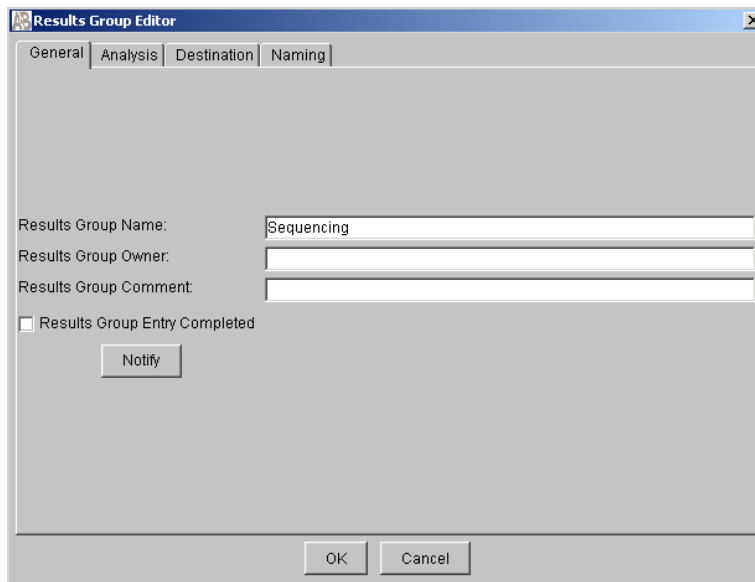 Results Group Editor
General Analysis Destination Naming
Results Group Name: Sequencing
Results Group Owner:
Results Group Comment:
Results Group Entry Completed
Notify
OK Cancel